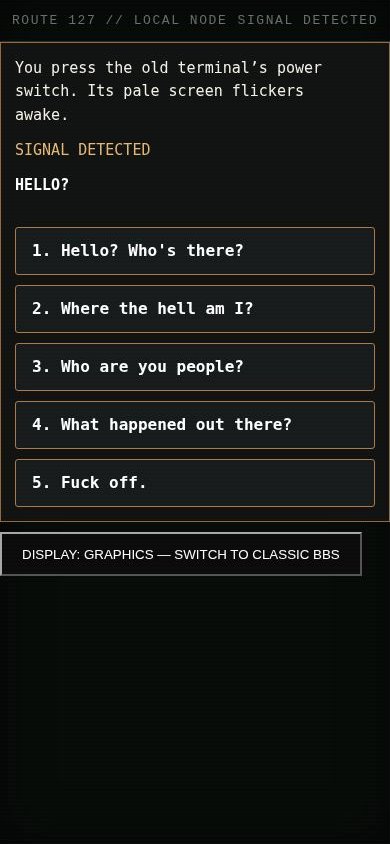 ROUTE 127 // LOCAL NODE SIGNAL DETECTED
You press the old terminal’s power
switch. Its pale screen flickers
awake.
SIGNAL DETECTED
HELLO?
1. Hello? Who's there?
2. Where the hell am I?
3. Who are you people?
4. What happened out there?
5. Fuck off.
DISPLAY: GRAPHICS — SWITCH TO CLASSIC BBS